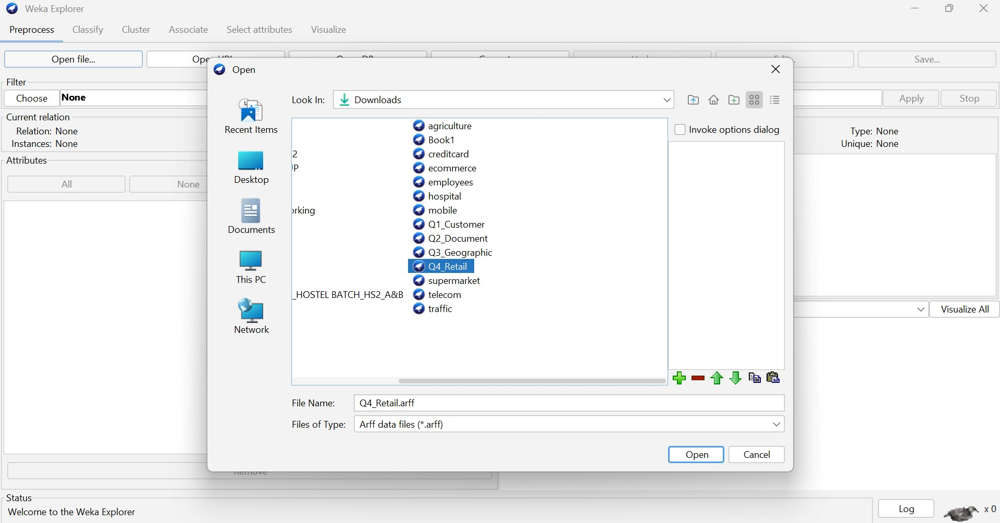 Weka Explorer
Preprocess Classify Cluster Associate Select attributes Visualize
Open file... Save...
Open
Filter
Choose None Apply Stop
Current relation
Relation: None Type: None
Instances: None Unique: None
Attributes
All None
Look In: Downloads
Recent Items
Desktop
Documents
This PC
Network
2
_HOSTEL BATCH_HS2_A&B
agriculture
Book1
creditcard
ecommerce
employees
hospital
mobile
Q1_Customer
Q2_Document
Q3_Geographic
Q4_Retail
supermarket
telecom
traffic
Invoke options dialog
File Name: Q4_Retail.arff
Files of Type: Arff data files (*.arff)
Open Cancel
Visualize All
Remove
Status
Welcome to the Weka Explorer
Log x 0